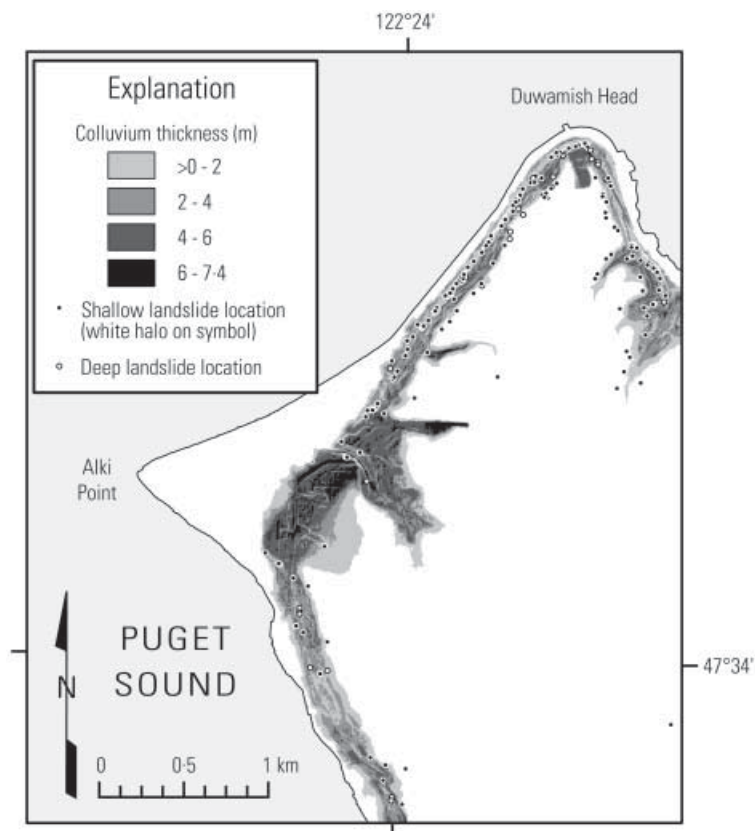 122°24'
Explanation
Colluvium thickness (m)
>0 - 2
2 - 4
4 - 6
6 - 7·4
Shallow landslide location
(white halo on symbol)
Deep landslide location
Duwamish Head
Alki
Point
PUGET
SOUND
N
47°34'
0 0·5 1 km